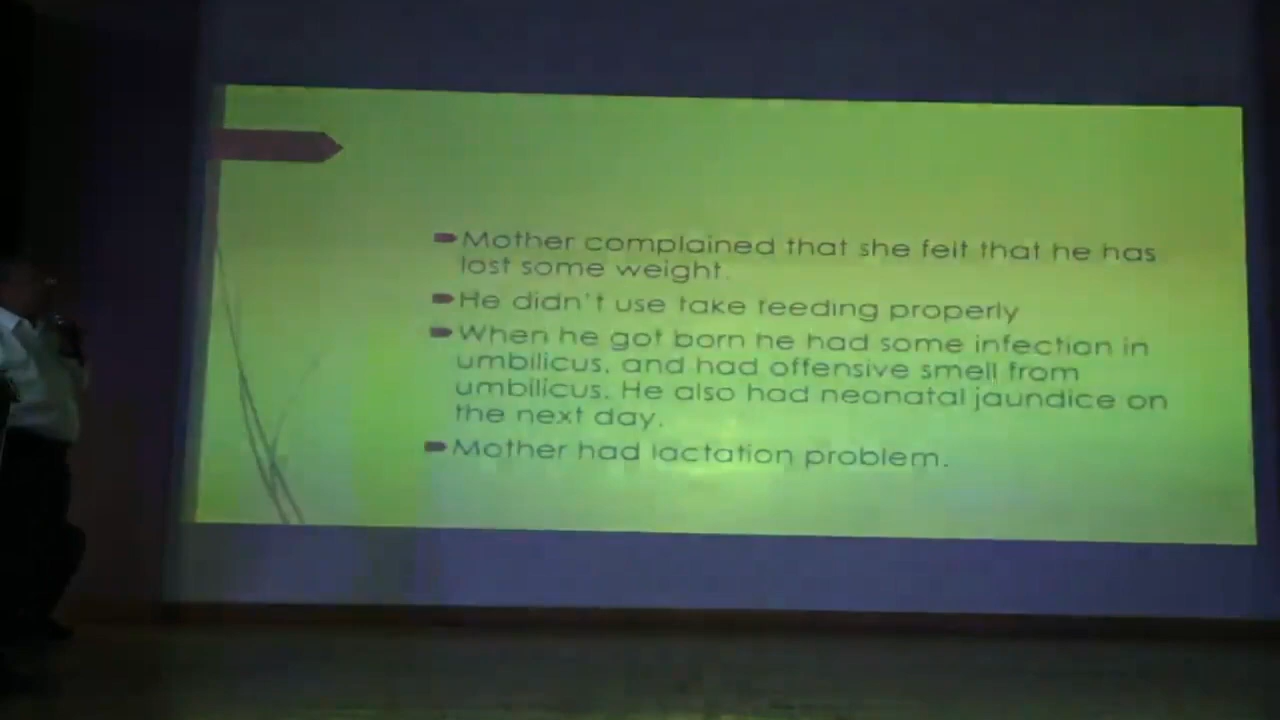 Mother complained that she felt that he has
lost some weight.
He didn't use take feeding properly
When he got born he had some infection in
umbilicus, and had offensive smell from
umbilicus. He also had neonatal jaundice on
the next day.
Mother had lactation problem.